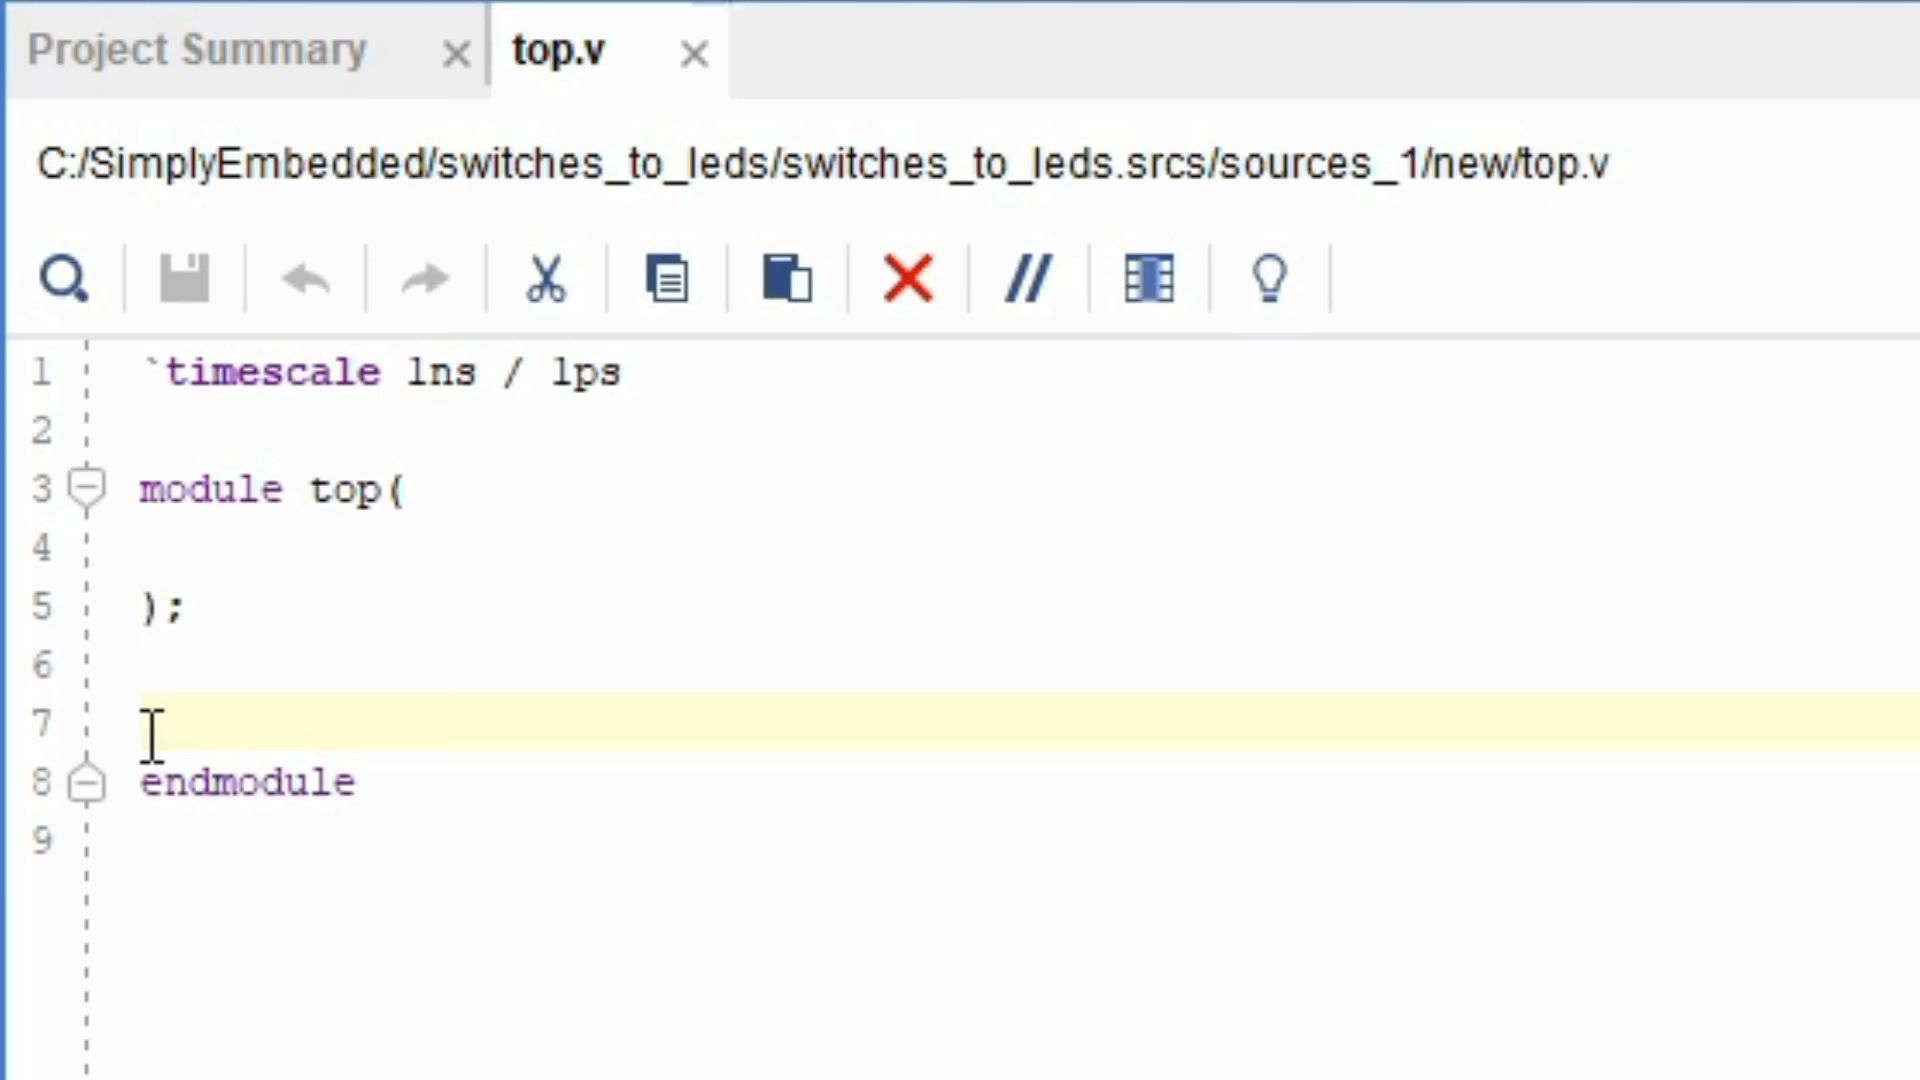 Project Summary × top.v ×
C:/SimplyEmbedded/switches_to_leds/switches_to_leds.srcs/sources_1/new/top.v
1 `timescale 1ns / 1ps
2
3 module top(
4
5 );
6
7
8 endmodule
9